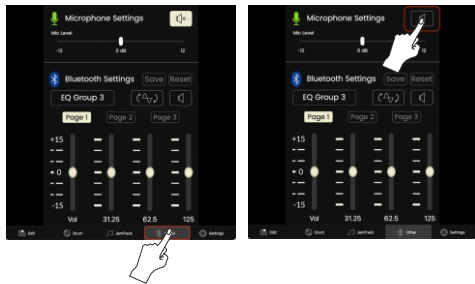 Microphone Settings
Mic Level
-12 0 dB 12
Bluetooth Settings Save Reset
EQ Group 3
Page 1 Page 2 Page 3
+15
0
-15
Vol 31.25 62.5 125
Edit Drum JamTrack Settings
Microphone Settings
Mic Level
-12 0 dB 12
Bluetooth Settings Save Reset
EQ Group 3
Page 1 Page 2 Page 3
+15
0
-15
Vol 31.25 62.5 125
Edit Drum JamTrack Other Settings